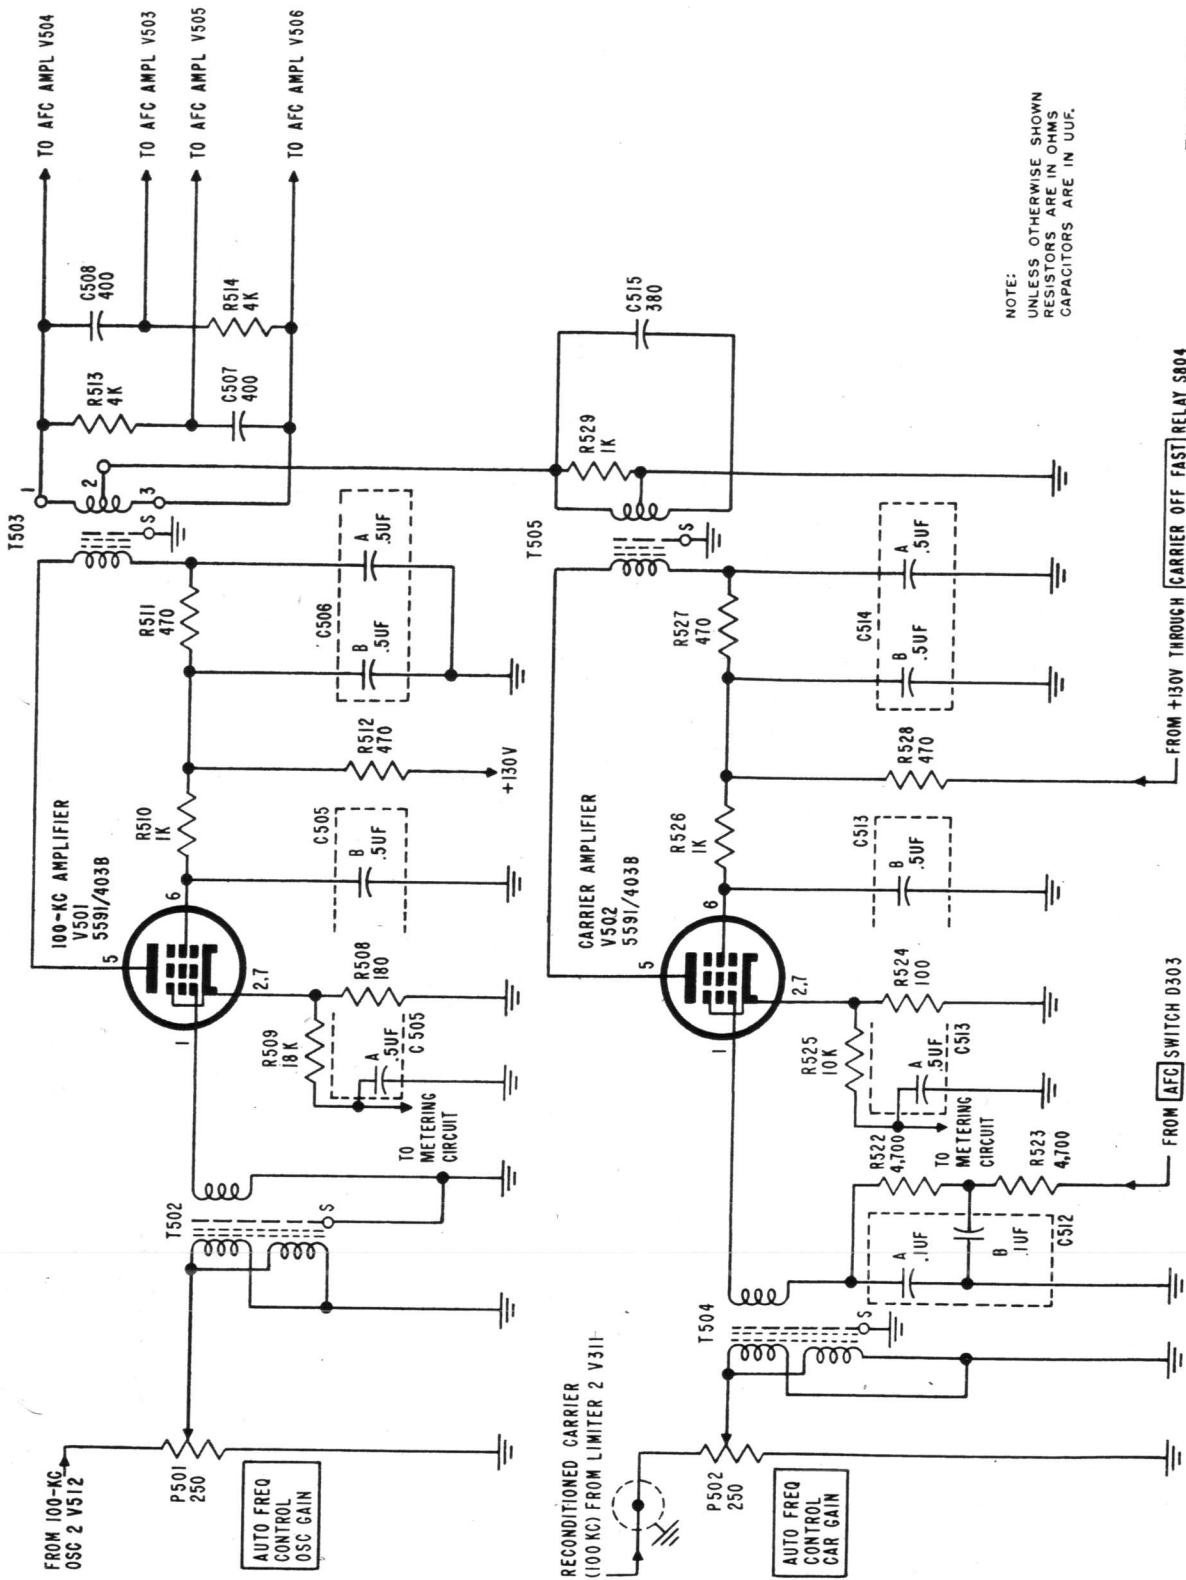 FROM 100-KC
OSC 2 V512
P501
250
AUTO FREQ
CONTROL
OSC GAIN
T502
S
1
5
6
2,7
100-KC AMPLIFIER
V501
5591/403B
R509
18K
A
.5UF
C505
TO
METERING
CIRCUIT
R508
180
R510
1K
C505
B
.5UF
R512
470
+130V
R511
470
C506
B
.5UF
A
.5UF
T503
S
1
2
3
R513
4K
C507
400
C508
400
R514
4K
TO AFC AMPL V504
TO AFC AMPL V503
TO AFC AMPL V505
TO AFC AMPL V506
RECONDITIONED CARRIER
(100 KC) FROM LIMITER 2 V311
P502
250
AUTO FREQ
CONTROL
CAR GAIN
T504
S
A
.1UF
B
.1UF
C512
R522
4,700
R523
4,700
FROM AFC SWITCH D303
TO
METERING
CIRCUIT
1
5
6
2,7
CARRIER AMPLIFIER
V502
5591/403B
R525
10K
A
.5UF
C513
R524
100
R526
1K
C513
B
.5UF
R528
470
FROM +130V THROUGH CARRIER OFF FAST RELAY S804
R527
470
C514
B
.5UF
A
.5UF
T505
S
R529
1K
C515
380
NOTE:
UNLESS OTHERWISE SHOWN
RESISTORS ARE IN OHMS
CAPACITORS ARE IN UUF.